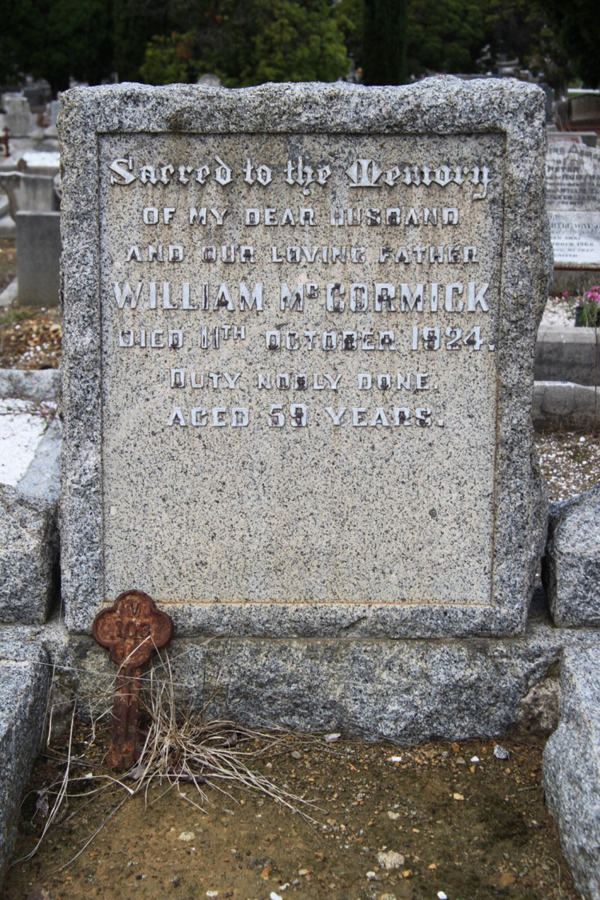 Sacred to the Memory
OF MY DEAR HUSBAND
AND OUR LOVING FATHER
WILLIAM McCORMICK
DIED 11TH OCTOBER 1924.
DUTY NOBLY DONE.
AGED 59 YEARS.
V